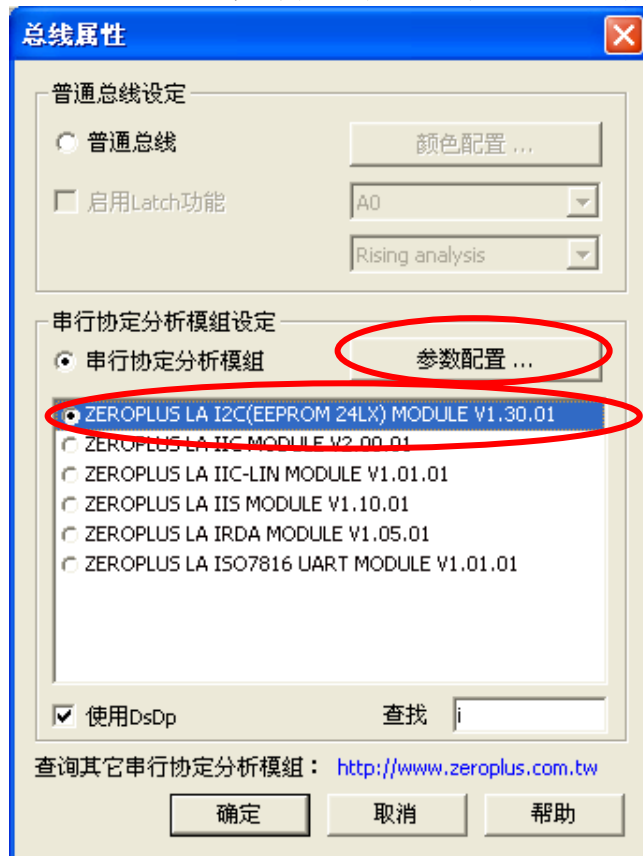 总线属性
普通总线设定
普通总线
颜色配置 ...
启用Latch功能
A0
Rising analysis
串行协定分析模组设定
串行协定分析模组
参数配置 ...
ZEROPLUS LA I2C(EEPROM 24LX) MODULE V1.30.01
ZEROPLUS LA IIC MODULE V2.00.01
ZEROPLUS LA IIC-LIN MODULE V1.01.01
ZEROPLUS LA IIS MODULE V1.10.01
ZEROPLUS LA IRDA MODULE V1.05.01
ZEROPLUS LA ISO7816 UART MODULE V1.01.01
使用DsDp
查找
i
查询其它串行协定分析模组： http://www.zeroplus.com.tw
确定
取消
帮助